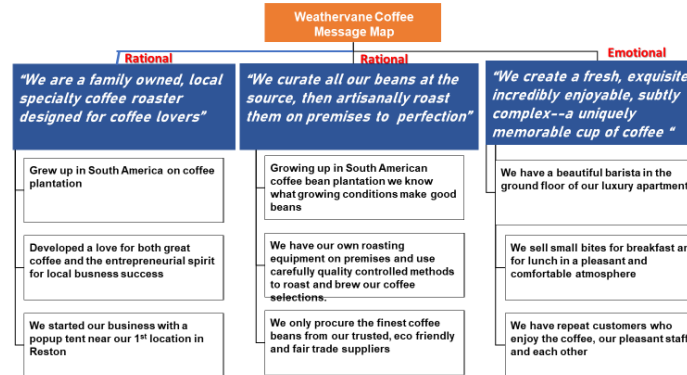 Weathervane Coffee
Message Map
Rational
Rational
Emotional
“We are a family owned, local
specialty coffee roaster
designed for coffee lovers”
Grew up in South America on coffee
plantation
Developed a love for both great
coffee and the entrepreneurial spirit
for local business success
We started our business with a
popup tent near our 1st location in
Reston
“We curate all our beans at the
source, then artisanally roast
them on premises to perfection”
Growing up in South American
coffee bean plantation we know
what growing conditions make good
beans
We have our own roasting
equipment on premises and use
carefully quality controlled methods
to roast and brew our coffee
selections.
We only procure the finest coffee
beans from our trusted, eco friendly
and fair trade suppliers
“We create a fresh, exquisite
incredibly enjoyable, subtly
complex--a uniquely
memorable cup of coffee “
We have a beautiful barista in the
ground floor of our luxury apartment
We sell small bites for breakfast an
for lunch in a pleasant and
comfortable atmosphere
We have repeat customers who
enjoy the coffee, our pleasant staff
and each other